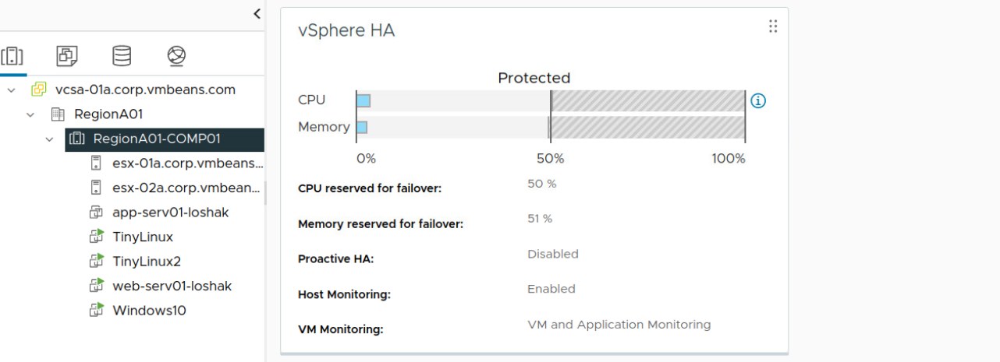 vcsa-01a.corp.vmbeans.com
RegionA01
RegionA01-COMP01
esx-01a.corp.vmbeans...
esx-02a.corp.vmbean...
app-serv01-loshak
TinyLinux
TinyLinux2
web-serv01-loshak
Windows10
vSphere HA
Protected
CPU
Memory
0% 50% 100%
CPU reserved for failover: 50 %
Memory reserved for failover: 51 %
Proactive HA: Disabled
Host Monitoring: Enabled
VM Monitoring: VM and Application Monitoring